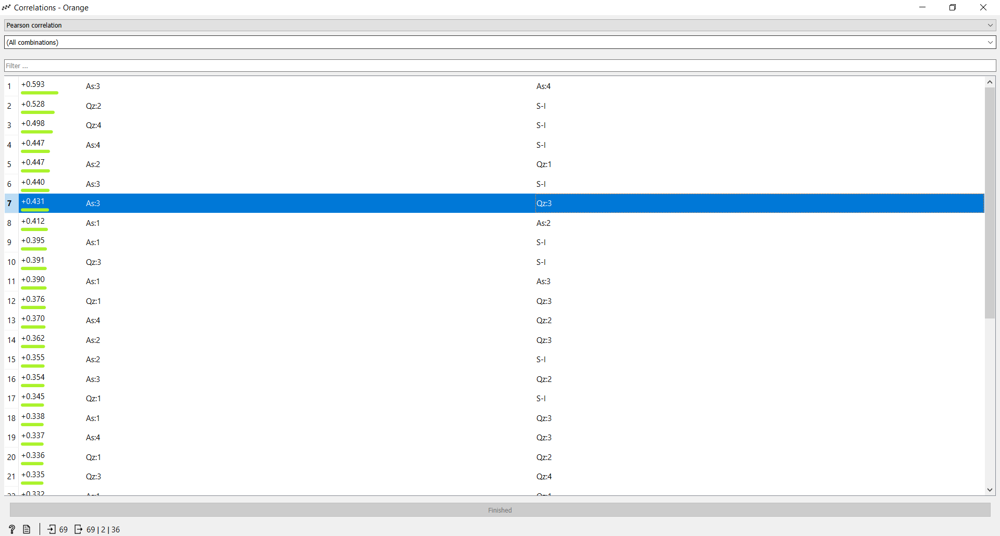 Correlations - Orange
Pearson correlation
(All combinations)
Filter ...
1 +0.593 As:3 As:4
2 +0.528 Qz:2 S-I
3 +0.498 Qz:4 S-I
4 +0.447 As:4 S-I
5 +0.447 As:2 Qz:1
6 +0.440 As:3 S-I
7 +0.431 As:3 Qz:3
8 +0.412 As:1 As:2
9 +0.395 As:1 S-I
10 +0.391 Qz:3 S-I
11 +0.390 As:1 As:3
12 +0.376 Qz:1 Qz:3
13 +0.370 As:4 Qz:2
14 +0.362 As:2 Qz:3
15 +0.355 As:2 S-I
16 +0.354 As:3 Qz:2
17 +0.345 Qz:1 S-I
18 +0.338 As:1 Qz:3
19 +0.337 As:4 Qz:3
20 +0.336 Qz:1 Qz:2
21 +0.335 Qz:3 Qz:4
22 +0.332 As:1 Qz:1
Finished
? 69 69 | 2 | 36